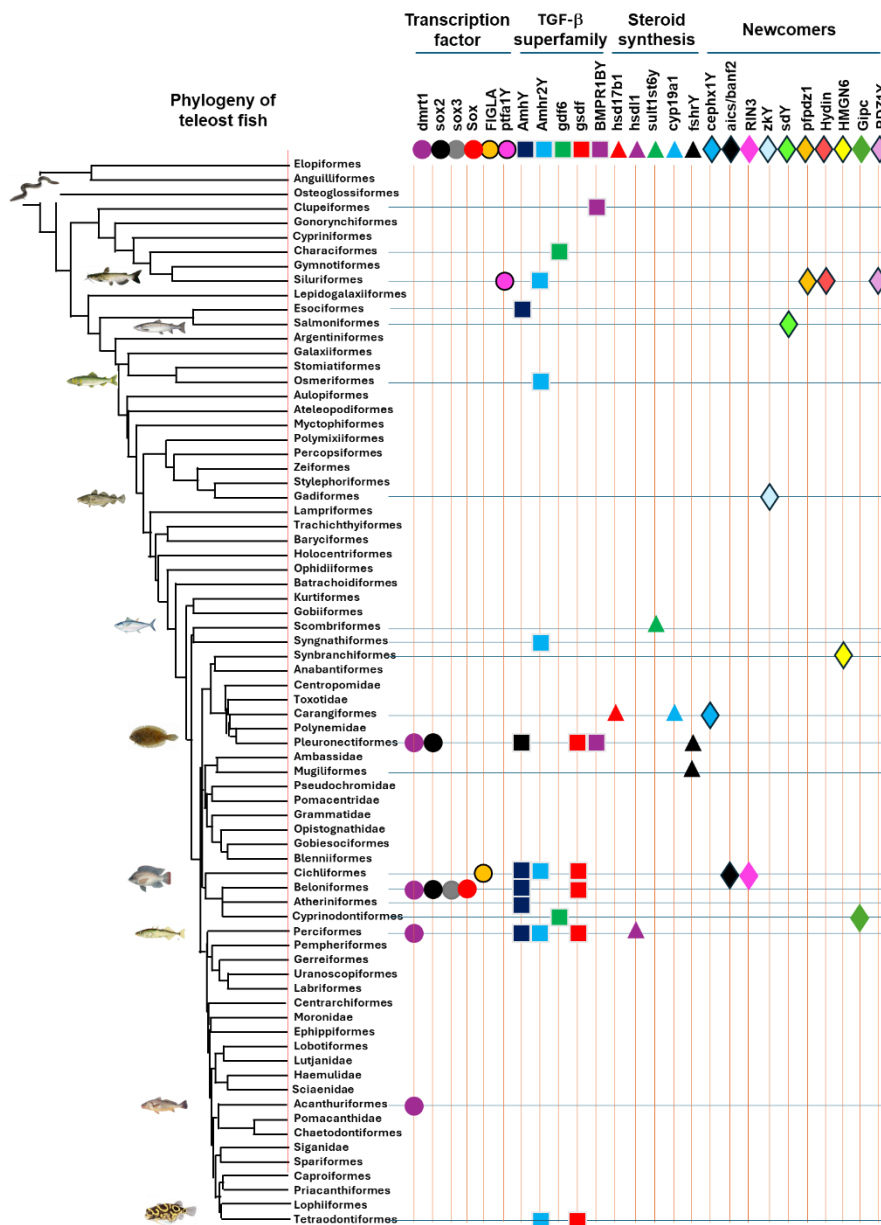 Transcription
factor
TGF-β
superfamily
Steroid
synthesis
Newcomers
Phylogeny of
teleost fish
dmrt1
sox2
sox3
Sox
FIGLA
ptfa1Y
AmhY
Amhr2Y
gdf6
gsdf
BMPR1BY
hsd17b1
hsdl1
sult1st6y
cyp19a1
fshrY
cephx1Y
aics/banf2
RIN3
zkY
sdY
pfpdz1
Hydin
HMGN6
Gipc
Elopiformes
Anguilliformes
Osteoglossiformes
Clupeiformes
Gonorynchiformes
Cypriniformes
Characiformes
Gymnotiformes
Siluriformes
Lepidogalaxiiformes
Esociformes
Salmoniformes
Argentiniformes
Galaxiiformes
Stomiatiformes
Osmeriformes
Aulopiformes
Ateleopodiformes
Myctophiformes
Polymixiiformes
Percopsiformes
Zeiformes
Stylephoriformes
Gadiformes
Lampriformes
Trachichthyiformes
Baryciformes
Holocentriformes
Ophidiiformes
Batrachoidiformes
Kurtiformes
Gobiiformes
Scombriformes
Syngnathiformes
Synbranchiformes
Anabantiformes
Centropomidae
Toxotidae
Carangiformes
Polynemidae
Pleuronectiformes
Ambassidae
Mugiliformes
Pseudochromidae
Pomacentridae
Grammatidae
Opistognathidae
Gobiesociformes
Blenniiformes
Cichliformes
Beloniformes
Atheriniformes
Cyprinodontiformes
Perciformes
Pempheriformes
Gerreiformes
Uranoscopiformes
Labriformes
Centrarchiformes
Moronidae
Ephippiformes
Lobotiformes
Lutjanidae
Haemulidae
Sciaenidae
Acanthuriformes
Pomacanthidae
Chaetodontiformes
Siganidae
Spariformes
Caproiformes
Priacanthiformes
Lophiiformes
Tetraodontiformes